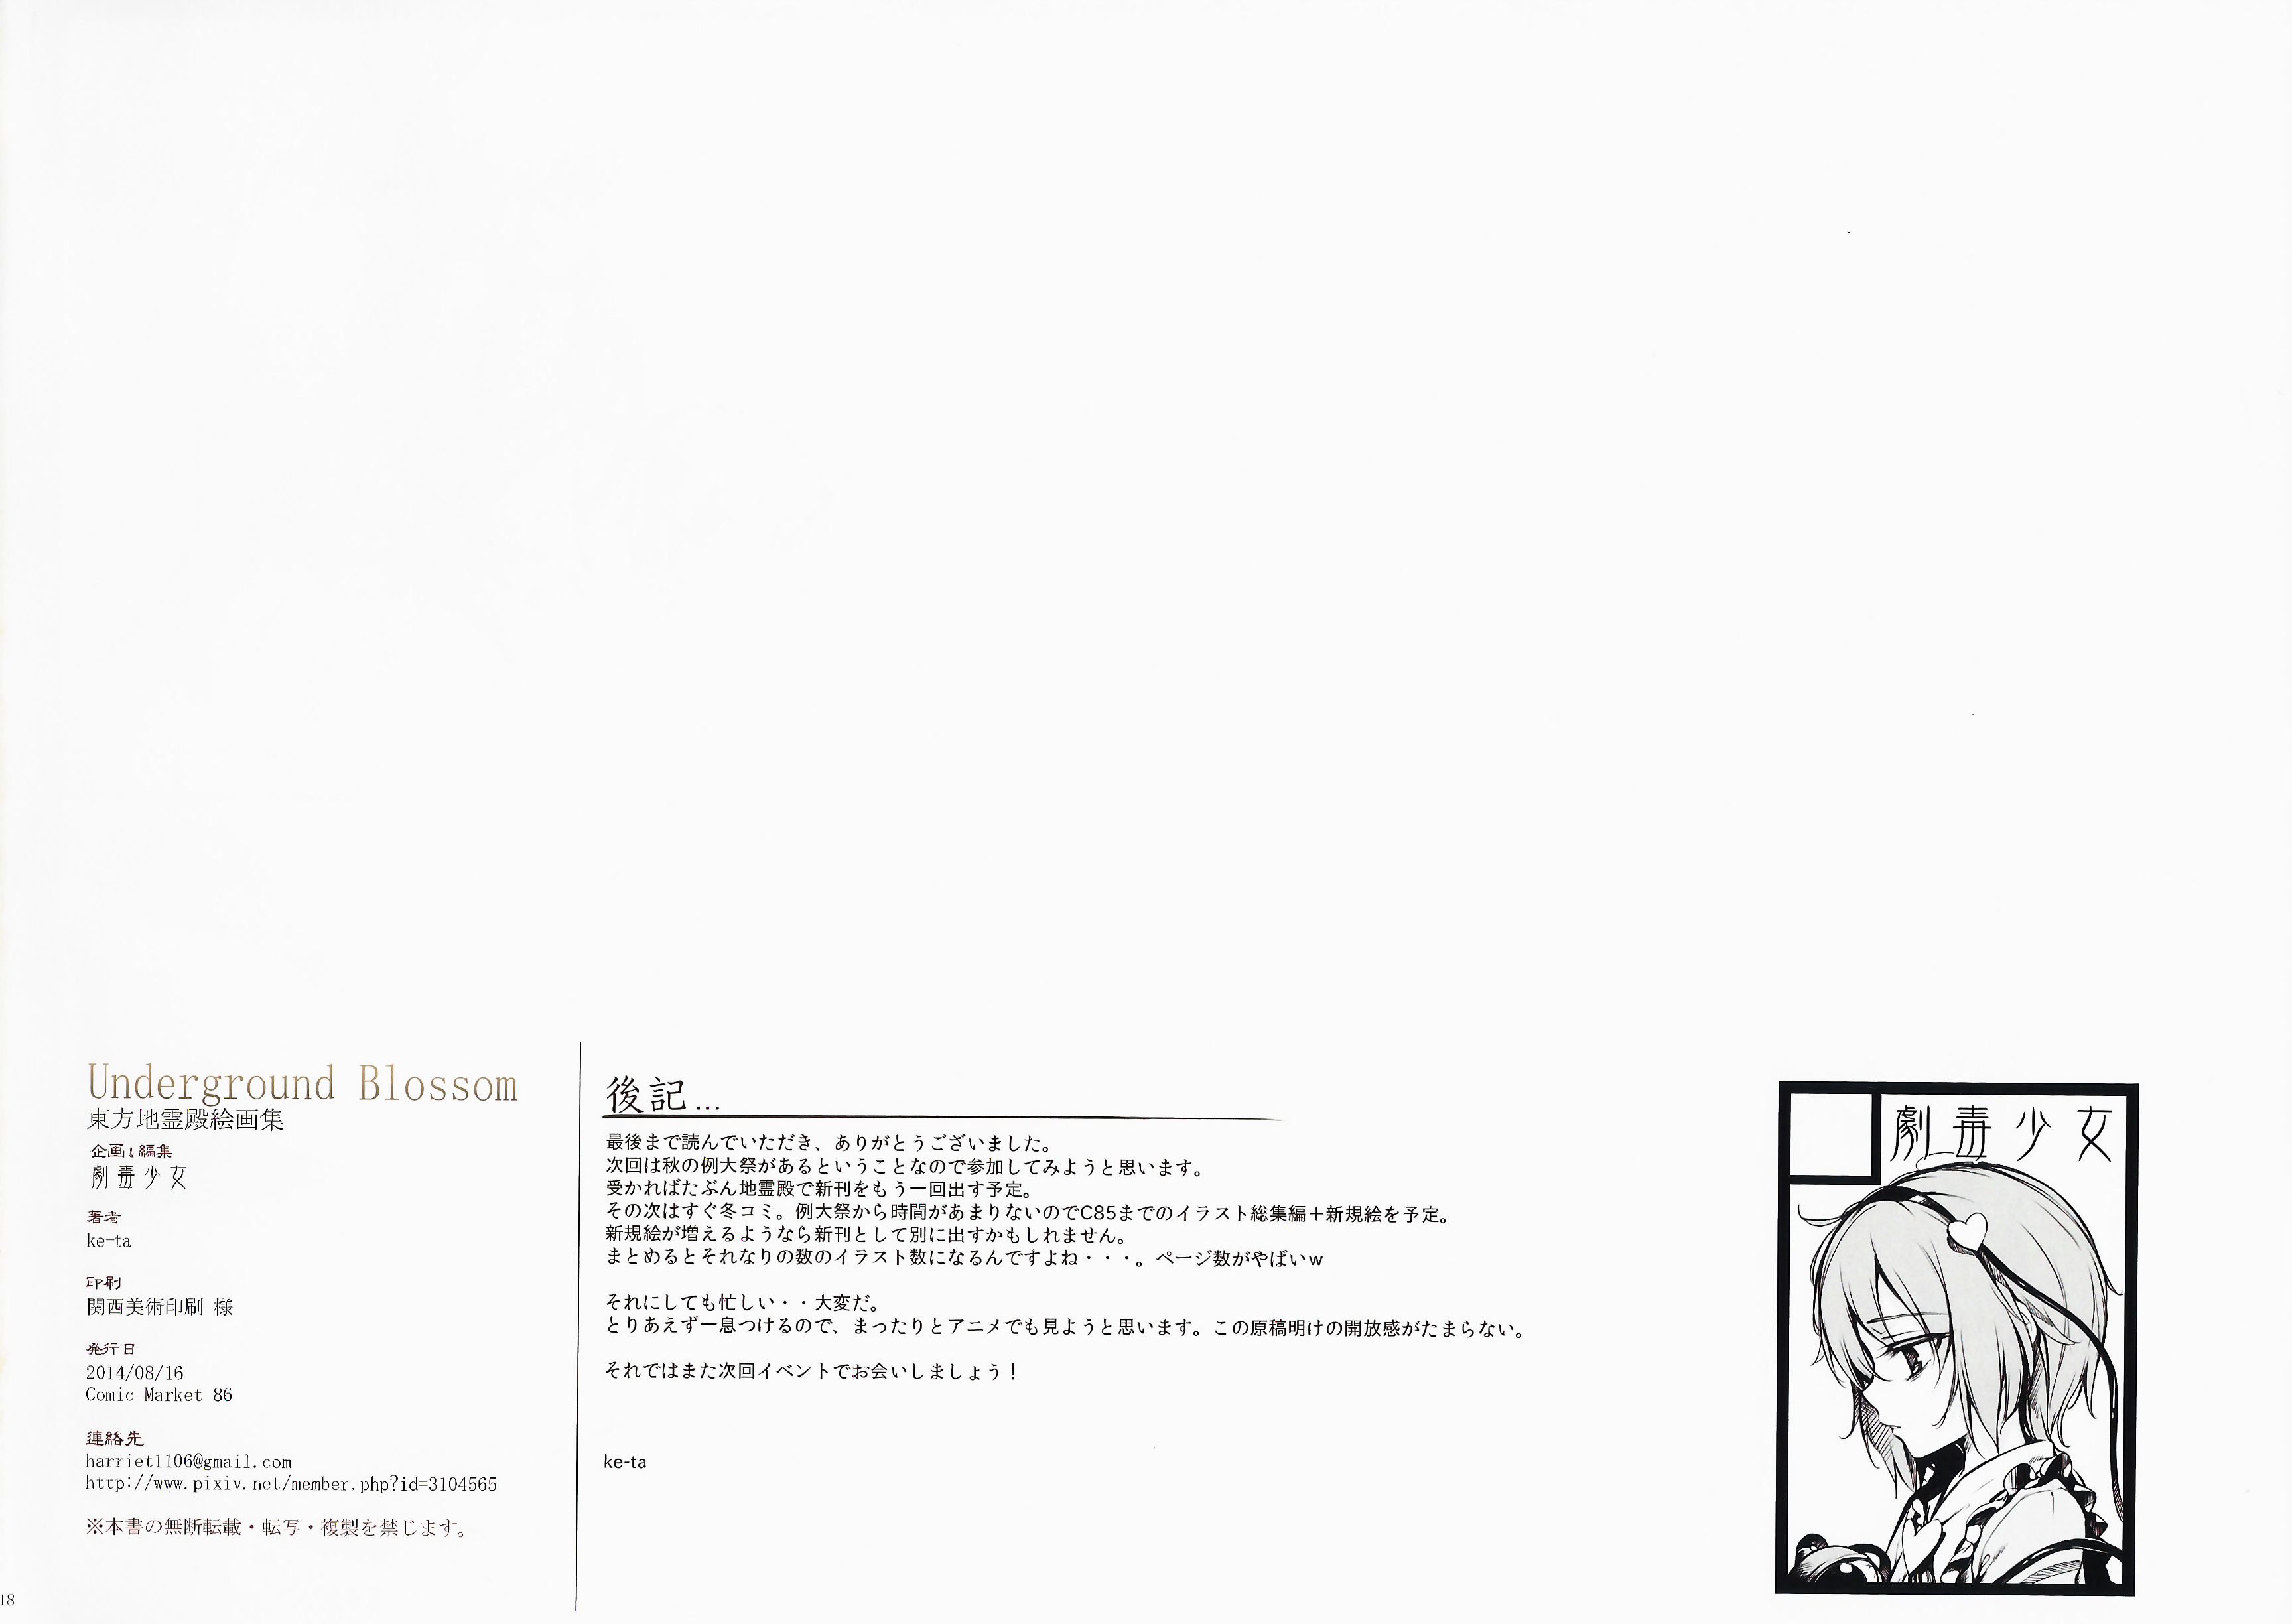 Underground Blossom
東方地霊殿絵画集
企画&編集
劇毒少女
著者
ke-ta
印刷
関西美術印刷 様
発行日
2014/08/16
Comic Market 86
連絡先
harriet1106@gmail.com
http://www.pixiv.net/member.php?id=3104565
※本書の無断転載・転写・複製を禁じます。
18
後記...
最後まで読んでいただき、ありがとうございました。
次回は秋の例大祭があるということなので参加してみようと思います。
受かればたぶん地霊殿で新刊をもう一回出す予定。
その次はすぐ冬コミ。例大祭から時間があまりないのでC85までのイラスト総集編＋新規絵を予定。
新規絵が増えるようなら新刊として別に出すかもしれません。
まとめるとそれなりの数のイラスト数になるんですよね・・・。ページ数がやばいw
それにしても忙しい・・大変だ。
とりあえず一息つけるので、まったりとアニメでも見ようと思います。この原稿明けの開放感がたまらない。
それではまた次回イベントでお会いしましょう！
ke-ta
劇毒少女